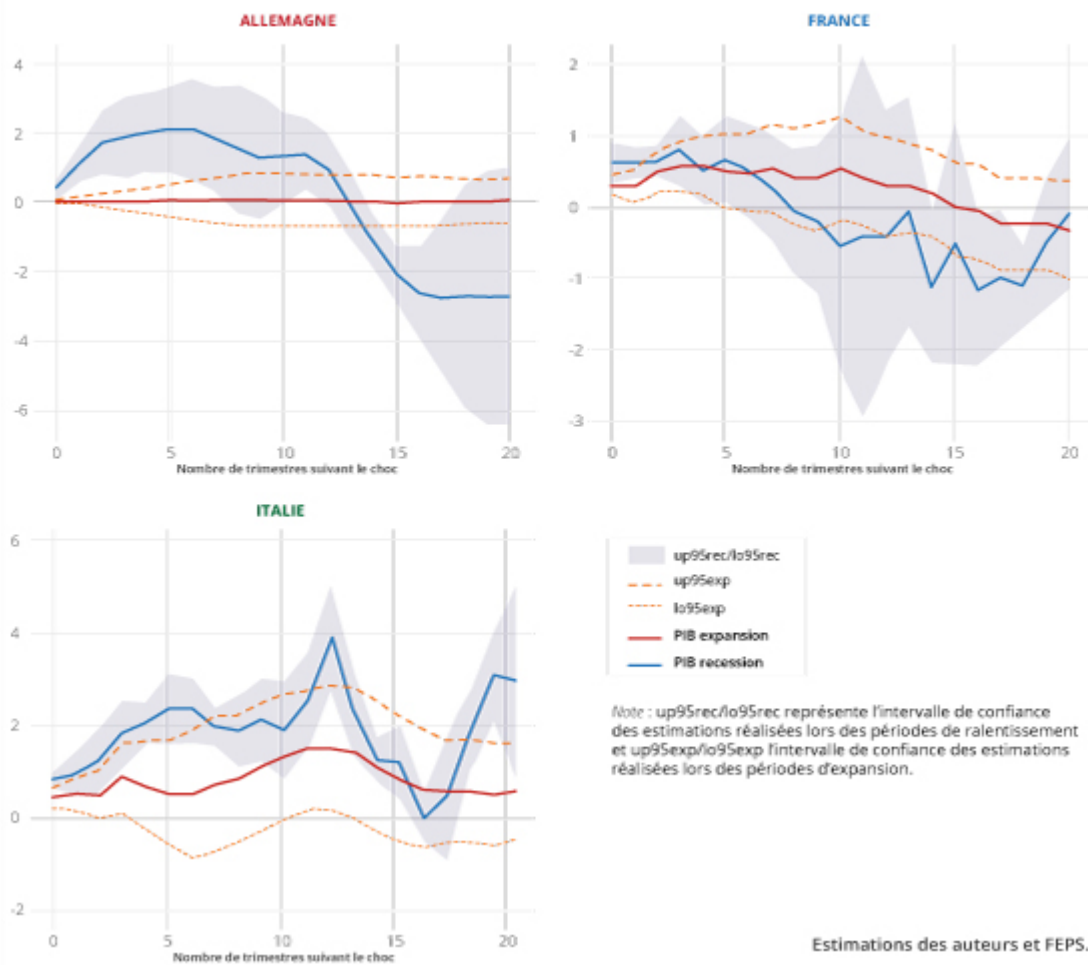 ALLEMAGNE
4
2
0
-2
-4
-6
0 5 10 15 20
Nombre de trimestres suivant le choc
FRANCE
2
1
0
-1
-2
-3
0 5 10 15 20
Nombre de trimestres suivant le choc
ITALIE
6
4
2
0
-2
0 5 10 15 20
Nombre de trimestres suivant le choc
up95rec/lo95rec
up95exp
lo95exp
PIB expansion
PIB recession
Note : up95rec/lo95rec représente l'intervalle de confiance
des estimations réalisées lors des périodes de ralentissement
et up95exp/lo95exp l'intervalle de confiance des estimations
réalisées lors des périodes d'expansion.
Estimations des auteurs et FEPS.